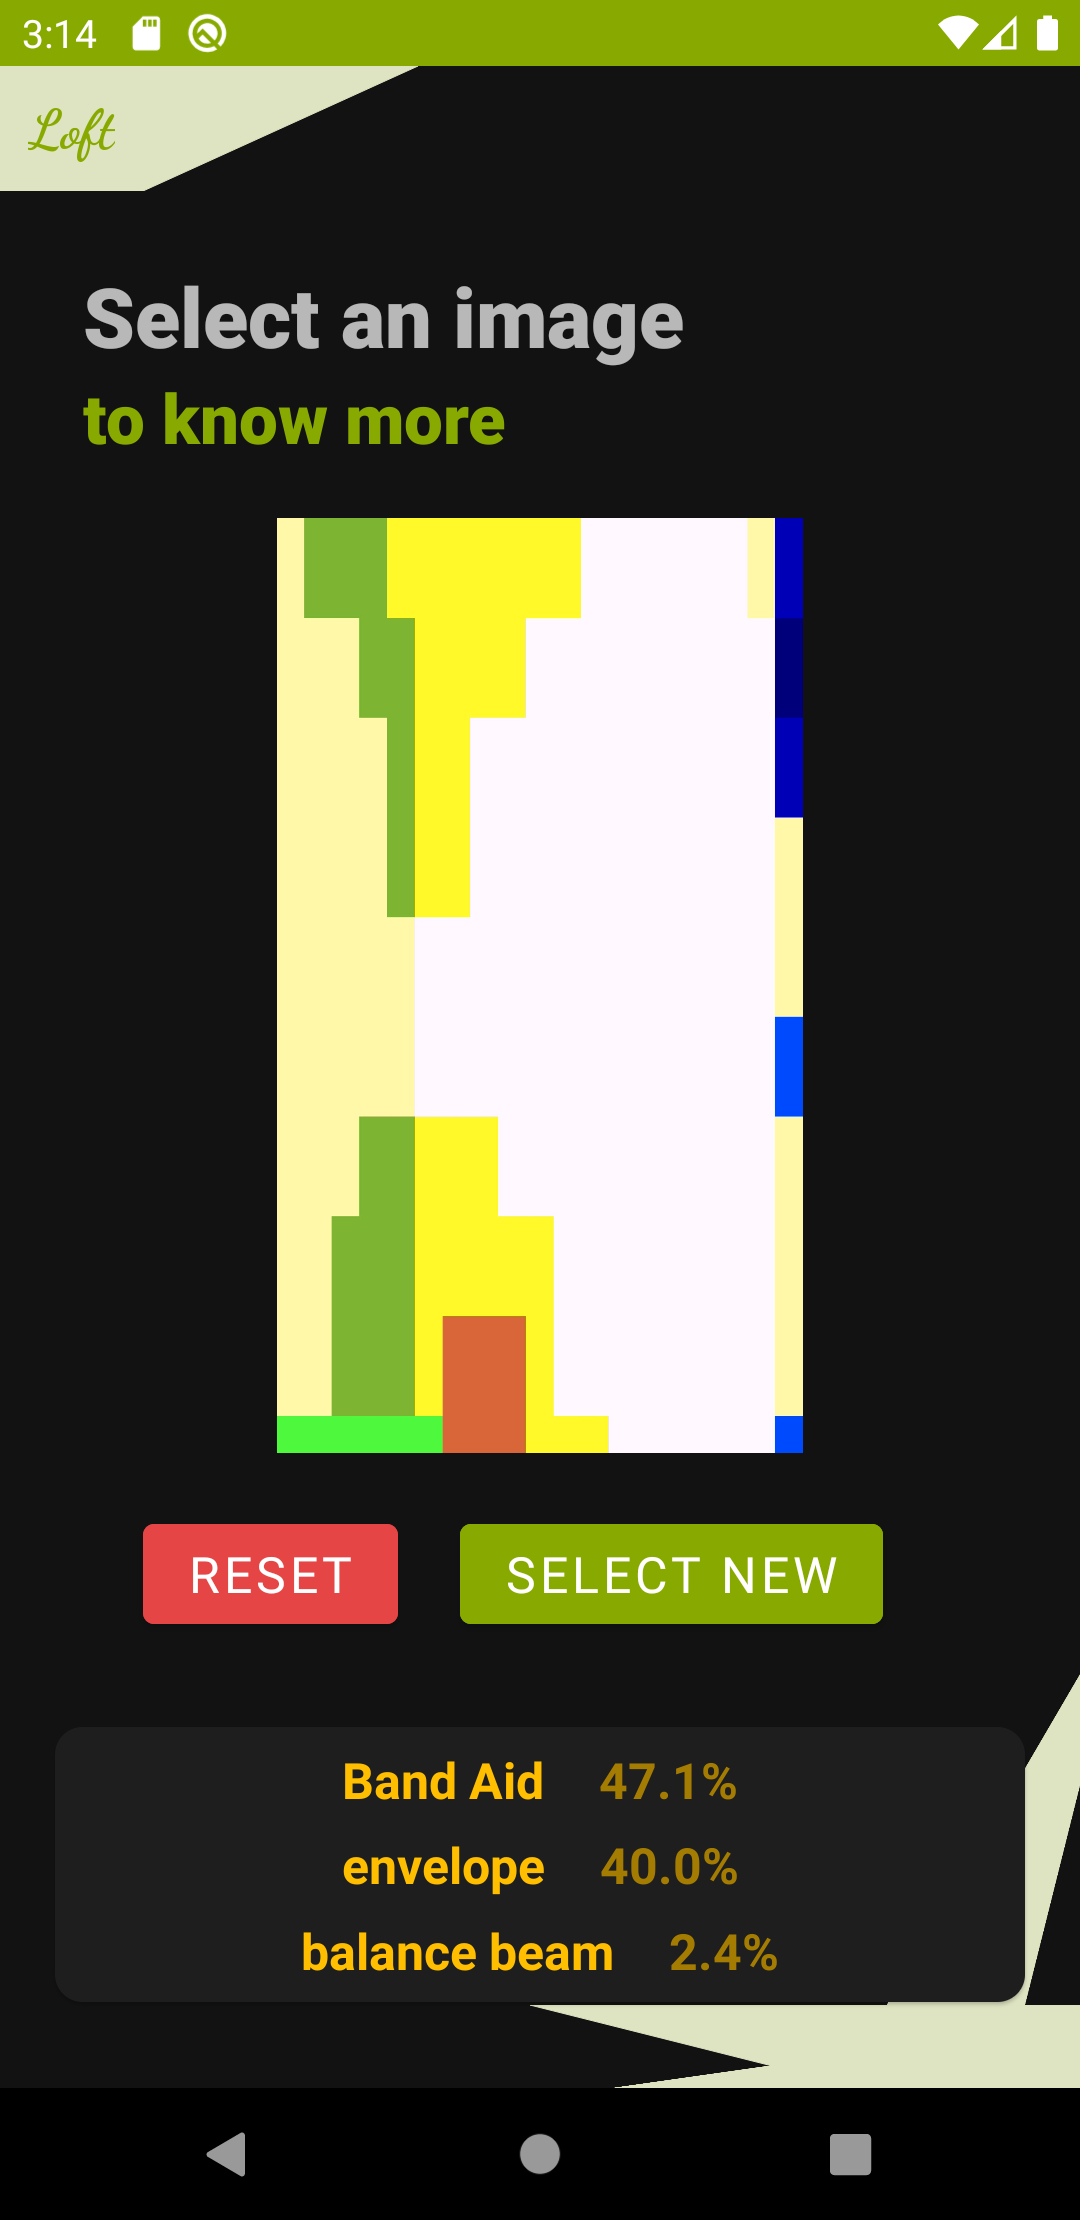 3:14
Loft
Select an image
to know more
RESET SELECT NEW
Band Aid 47.1%
envelope 40.0%
balance beam 2.4%